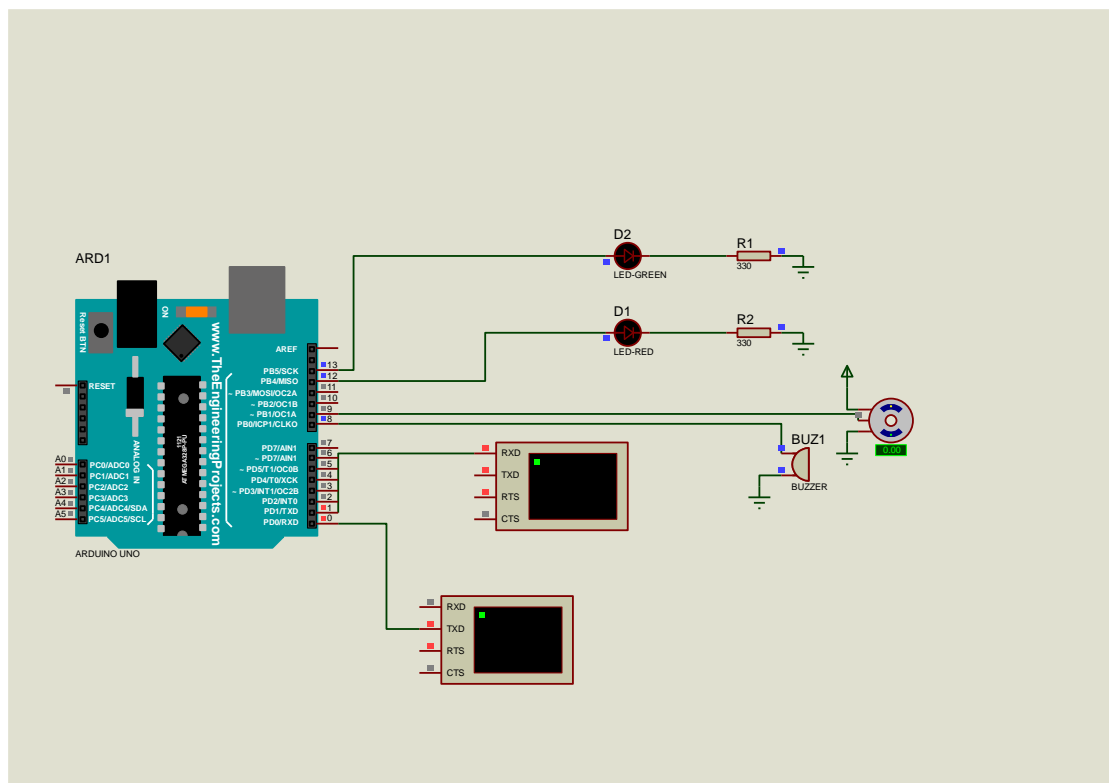 ARD1
ARDUINO UNO
Reset BTN
ON
www.TheEngineeringProjects.com
ANALOG IN
ATMEGA328P-PU
1121
RESET
A0 PC0/ADC0
A1 PC1/ADC1
A2 PC2/ADC2
A3 PC3/ADC3
A4 PC4/ADC4/SDA
A5 PC5/ADC5/SCL
AREF
PB5/SCK 13
PB4/MISO 12
~ PB3/MOSI/OC2A 11
~ PB2/OC1B 10
~ PB1/OC1A 9
PB0/ICP1/CLKO 8
PD7/AIN1 7
~ PD7/AIN1 6
~ PD5/T1/OC0B 5
PD4/T0/XCK 4
~ PD3/INT1/OC2B 3
PD2/INT0 2
PD1/TXD 1
PD0/RXD 0
D2
LED-GREEN
R1
330
D1
LED-RED
R2
330
0.00
BUZ1
BUZZER
RXD
TXD
RTS
CTS
RXD
TXD
RTS
CTS